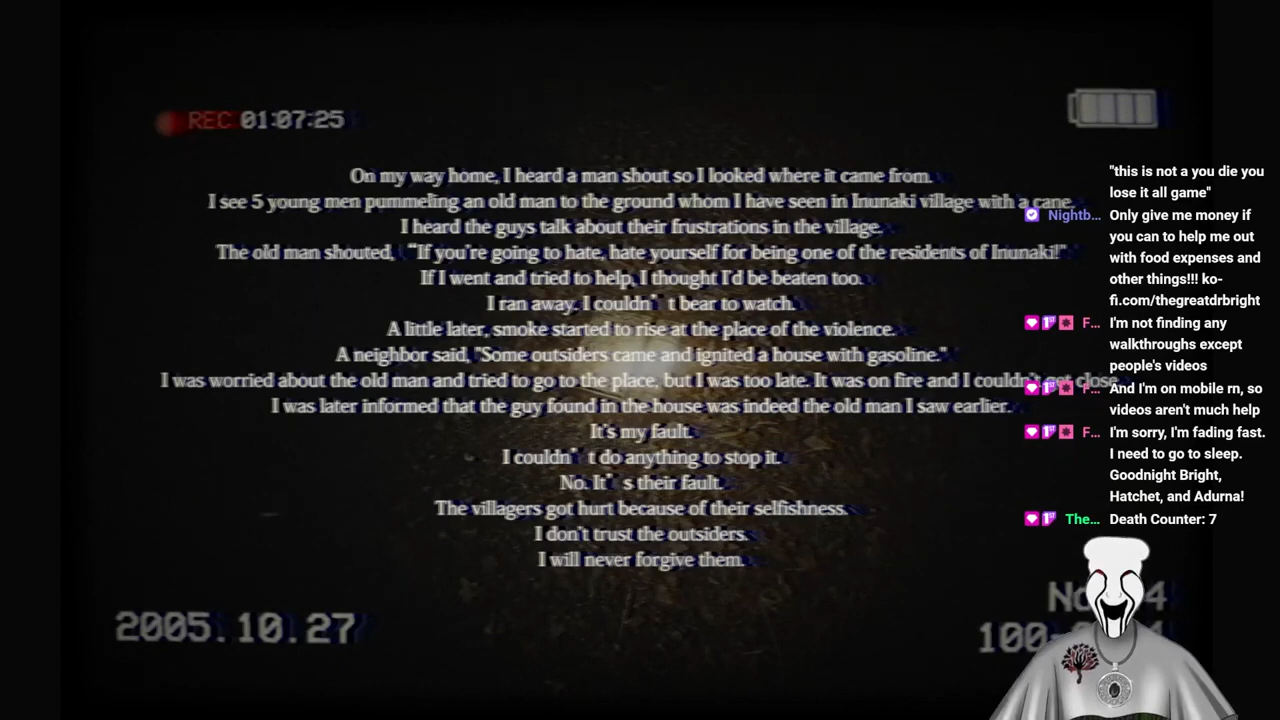 REC 01:07:25
On my way home, I heard a man shout so I looked where it came from.
I see 5 young men pummeling an old man to the ground whom I have seen in Inunaki village with a cane.
I heard the guys talk about their frustrations in the village.
The old man shouted, “If you're going to hate, hate yourself for being one of the residents of Inunaki!"
If I went and tried to help, I thought I'd be beaten too.
I ran away, I couldn’t bear to watch.
A little later, smoke started to rise at the place of the violence.
A neighbor said, "Some outsiders came and ignited a house with gasoline."
I was worried about the old man and tried to go to the place, but I was too late. It was on fire and I couldn't get close.
I was later informed that the guy found in the house was indeed the old man I saw earlier.
It's my fault.
I couldn’t do anything to stop it.
No. It’s their fault.
The villagers got hurt because of their selfishness.
I don't trust the outsiders.
I will never forgive them.
2005.10.27
"this is not a you die you
lose it all game"
Nightb... Only give me money if
you can to help me out
with food expenses and
other things!!! ko-
fi.com/thegreatdrbright
F... I'm not finding any
walkthroughs except
people's videos
F... And I'm on mobile rn, so
videos aren't much help
F... I'm sorry, I'm fading fast.
I need to go to sleep.
Goodnight Bright,
Hatchet, and Adurna!
The... Death Counter: 7